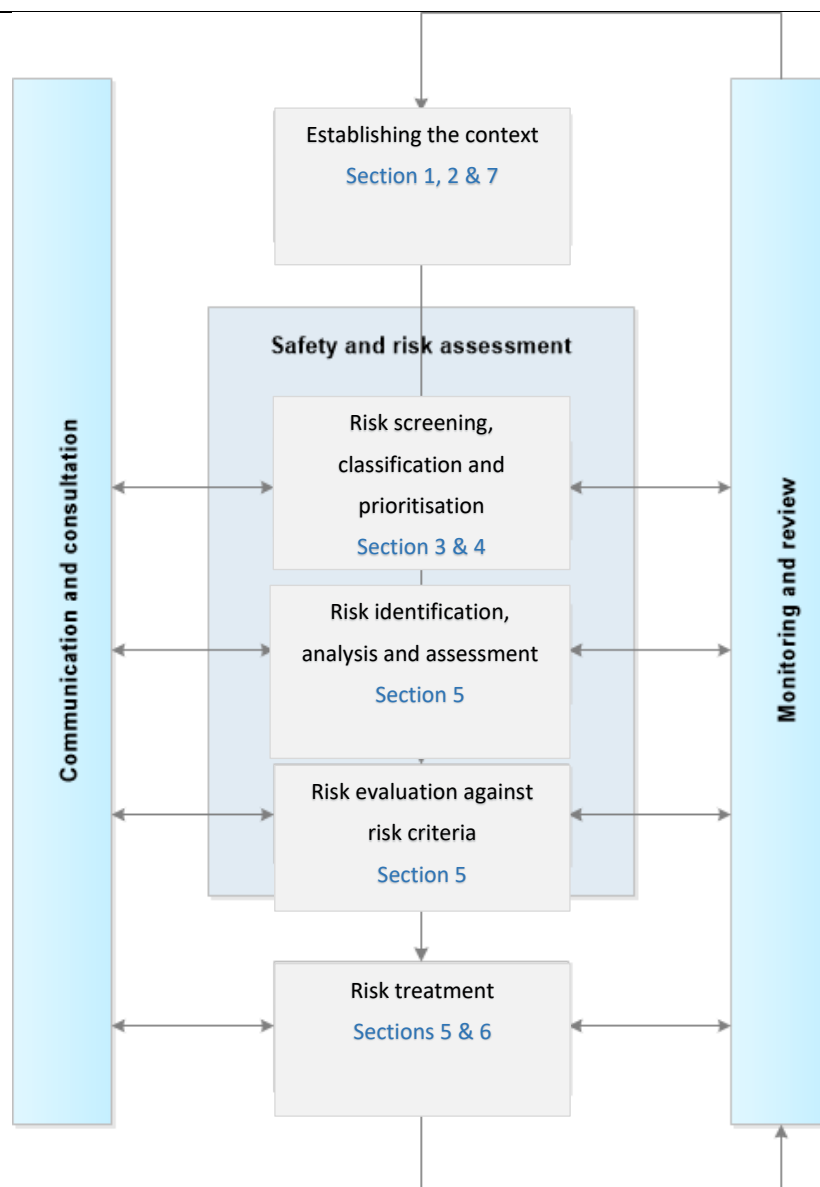 Establishing the context
Section 1, 2 & 7
Safety and risk assessment
Risk screening,
classification and
prioritisation
Section 3 & 4
Risk identification,
analysis and assessment
Section 5
Risk evaluation against
risk criteria
Section 5
Risk treatment
Sections 5 & 6
Communication and consultation
Monitoring and review